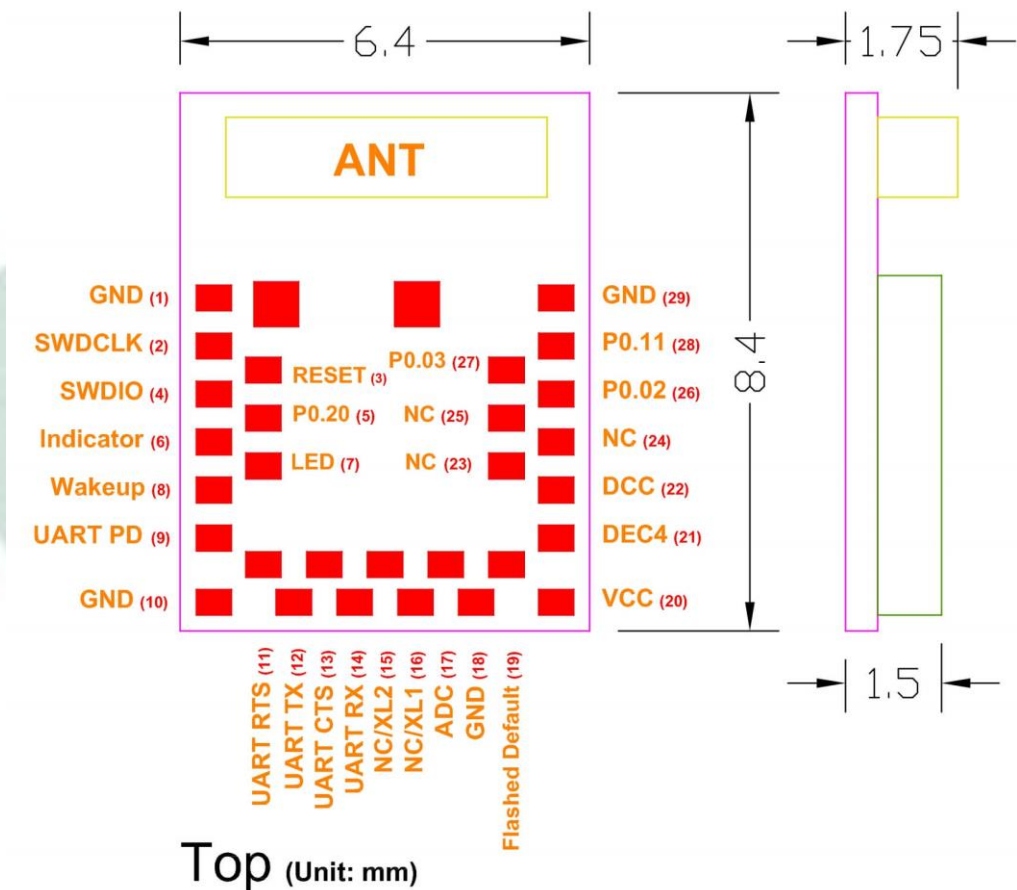 6.4
1.75
ANT
GND (1)
GND (29)
SWDCLK (2)
P0.11 (28)
RESET (3)
P0.03 (27)
SWDIO (4)
P0.02 (26)
8.4
P0.20 (5)
NC (25)
Indicator (6)
NC (24)
LED (7)
NC (23)
Wakeup (8)
DCC (22)
UART PD (9)
DEC4 (21)
GND (10)
VCC (20)
1.5
UART RTS (11)
UART TX (12)
UART CTS (13)
UART RX (14)
NC/XL2 (15)
NC/XL1 (16)
ADC (17)
GND (18)
Flashed Default (19)
Top (Unit: mm)